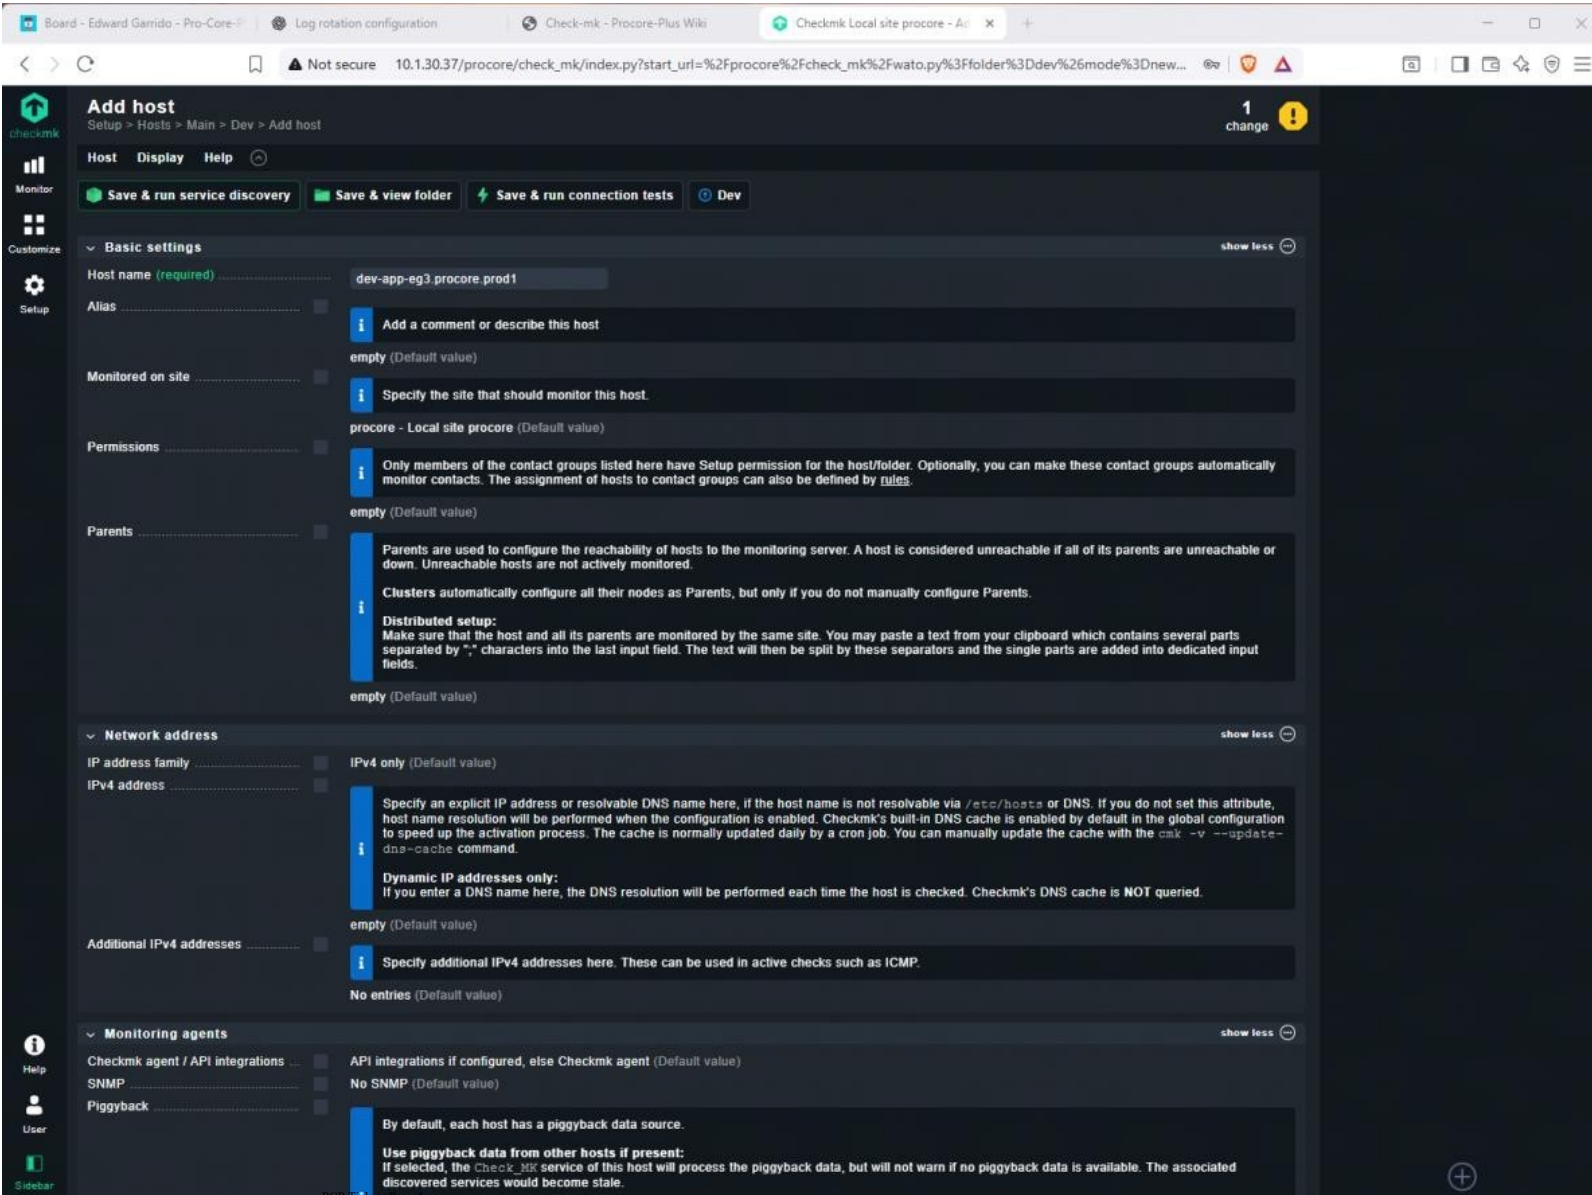 Board - Edward Garrido - Pro-Core-P
Log rotation configuration
Check-mk - Procore-Plus Wiki
Checkmk Local site procore - Ad
Not secure 10.1.30.37/procore/check_mk/index.py?start_url=%2Fprocore%2Fcheck_mk%2Fwato.py%3Ffolder%3Ddev%26mode%3Dnew...
checkmk
Monitor
Customize
Setup
Add host
Setup > Hosts > Main > Dev > Add host
1
change
Host Display Help
Save & run service discovery
Save & view folder
Save & run connection tests
Dev
Basic settings
show less
Host name (required)
dev-app-eg3.procore.prod1
Alias
Add a comment or describe this host
empty (Default value)
Monitored on site
Specify the site that should monitor this host.
procore - Local site procore (Default value)
Permissions
Only members of the contact groups listed here have Setup permission for the host/folder. Optionally, you can make these contact groups automatically
monitor contacts. The assignment of hosts to contact groups can also be defined by rules.
empty (Default value)
Parents
Parents are used to configure the reachability of hosts to the monitoring server. A host is considered unreachable if all of its parents are unreachable or
down. Unreachable hosts are not actively monitored.
Clusters automatically configure all their nodes as Parents, but only if you do not manually configure Parents.
Distributed setup:
Make sure that the host and all its parents are monitored by the same site. You may paste a text from your clipboard which contains several parts
separated by ";" characters into the last input field. The text will then be split by these separators and the single parts are added into dedicated input
fields.
empty (Default value)
Network address
show less
IP address family
IPv4 only (Default value)
IPv4 address
Specify an explicit IP address or resolvable DNS name here, if the host name is not resolvable via /etc/hosts or DNS. If you do not set this attribute,
host name resolution will be performed when the configuration is enabled. Checkmk's built-in DNS cache is enabled by default in the global configuration
to speed up the activation process. The cache is normally updated daily by a cron job. You can manually update the cache with the cmk -v --update-
dns-cache command.
Dynamic IP addresses only:
If you enter a DNS name here, the DNS resolution will be performed each time the host is checked. Checkmk's DNS cache is NOT queried.
empty (Default value)
Additional IPv4 addresses
Specify additional IPv4 addresses here. These can be used in active checks such as ICMP.
No entries (Default value)
Monitoring agents
show less
Checkmk agent / API integrations
API integrations if configured, else Checkmk agent (Default value)
SNMP
No SNMP (Default value)
Piggyback
By default, each host has a piggyback data source.
Use piggyback data from other hosts if present:
If selected, the Check_MK service of this host will process the piggyback data, but will not warn if no piggyback data is available. The associated
discovered services would become stale.
Help
User
Sidebar